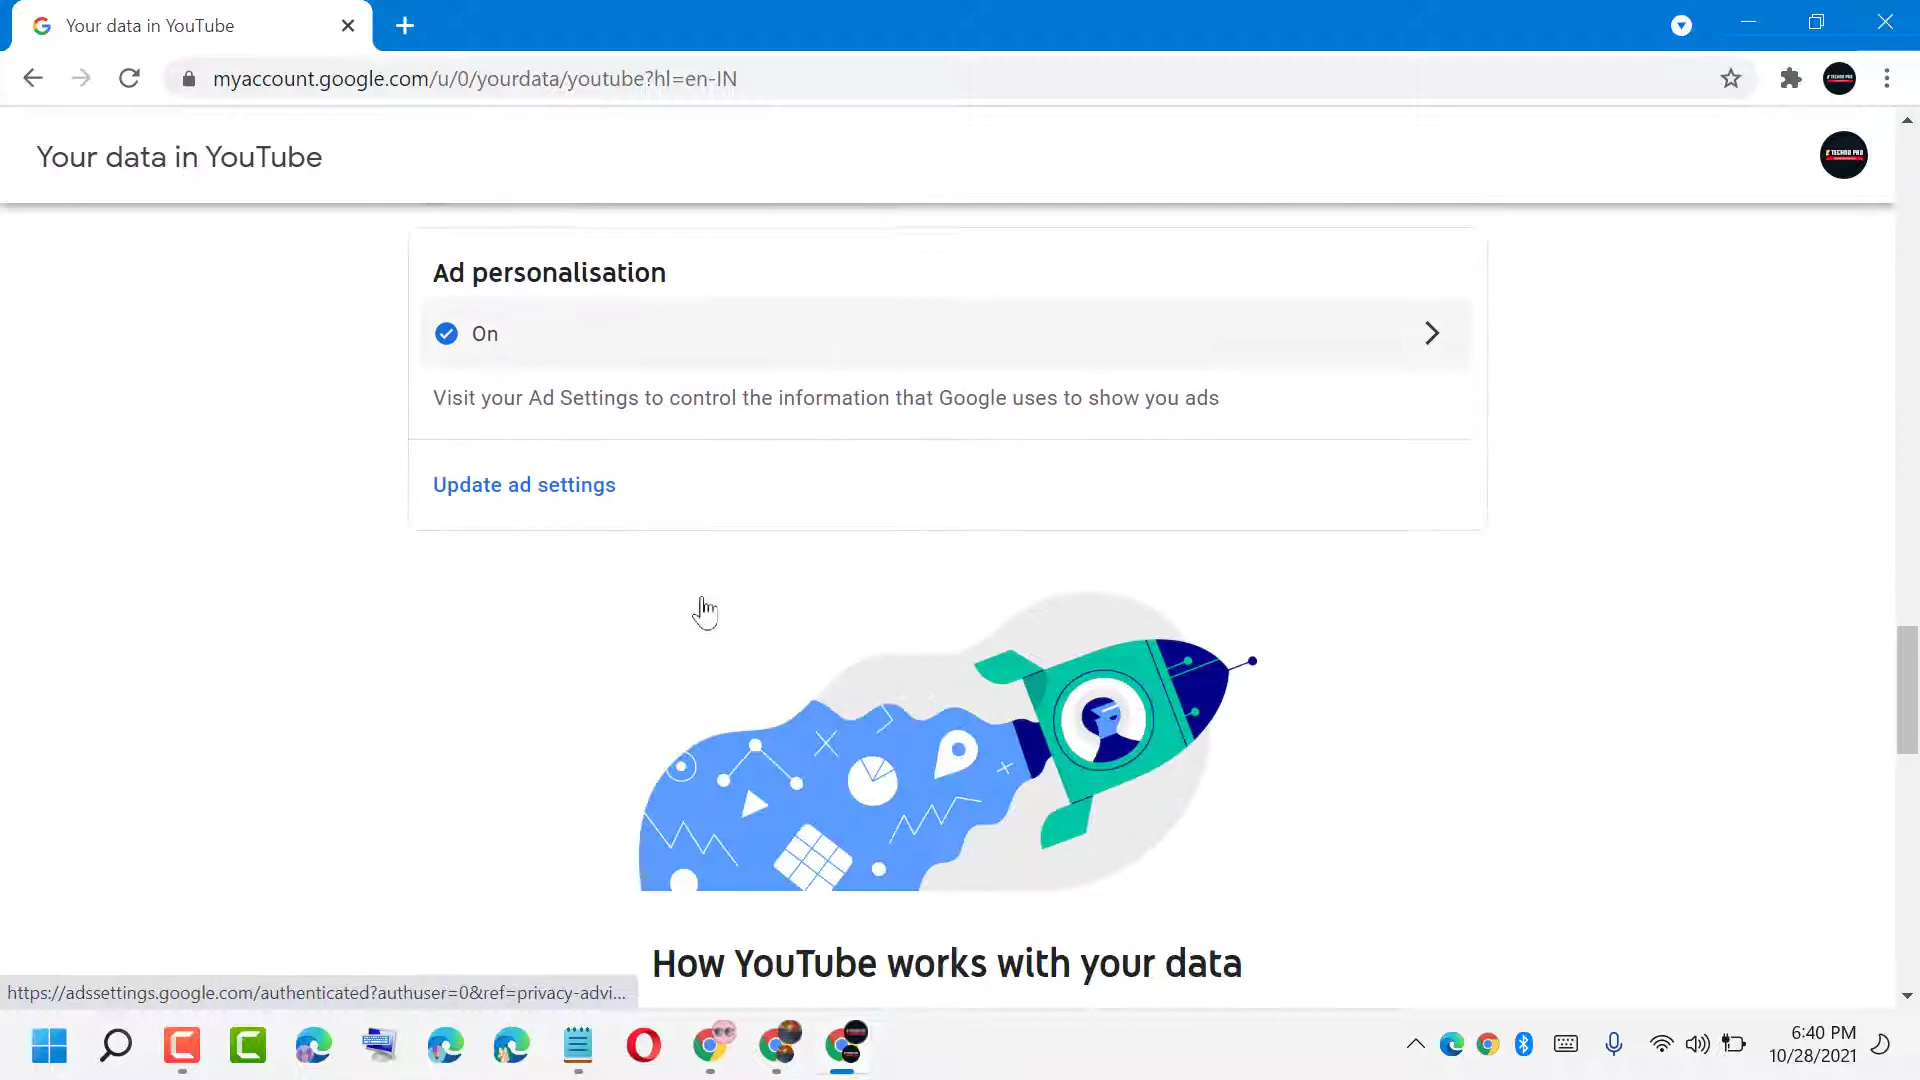 Your data in YouTube
myaccount.google.com/u/0/yourdata/youtube?hl=en-IN
Your data in YouTube
TECHNO PRO
Ad personalisation
On
Visit your Ad Settings to control the information that Google uses to show you ads
Update ad settings
How YouTube works with your data
https://adssettings.google.com/authenticated?authuser=0&ref=privacy-advi...
6:40 PM
10/28/2021